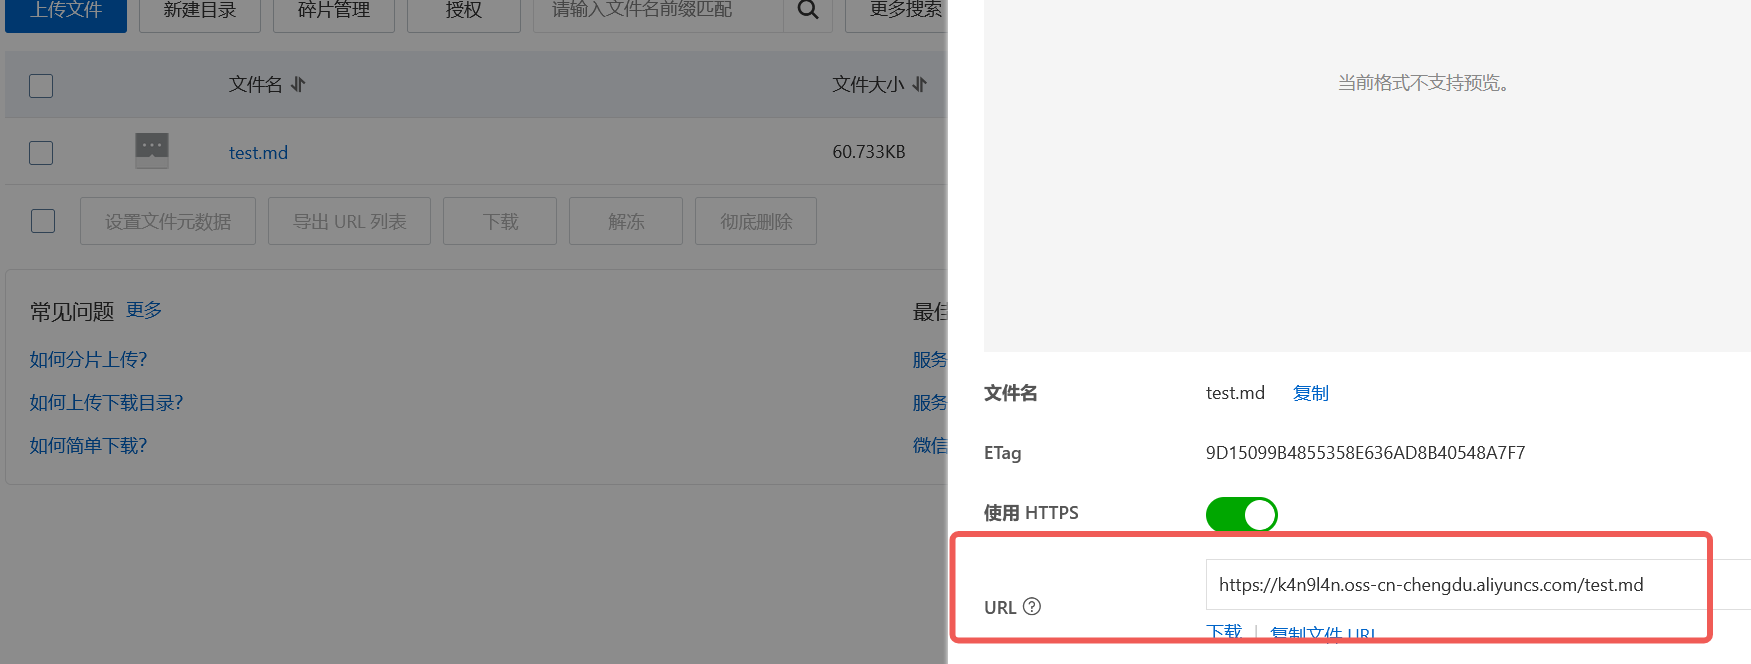 上传文件 新建目录 碎片管理 授权 请输入文件名前缀匹配 更多搜索
文件名 文件大小
test.md 60.733KB
设置文件元数据 导出 URL 列表 下载 解冻 彻底删除
常见问题 更多
如何分片上传?
如何上传下载目录?
如何简单下载?
最佳
服务
服务
微信
当前格式不支持预览。
文件名 test.md 复制
ETag 9D15099B4855358E636AD8B40548A7F7
使用 HTTPS
URL https://k4n9l4n.oss-cn-chengdu.aliyuncs.com/test.md
下载 复制文件 URL